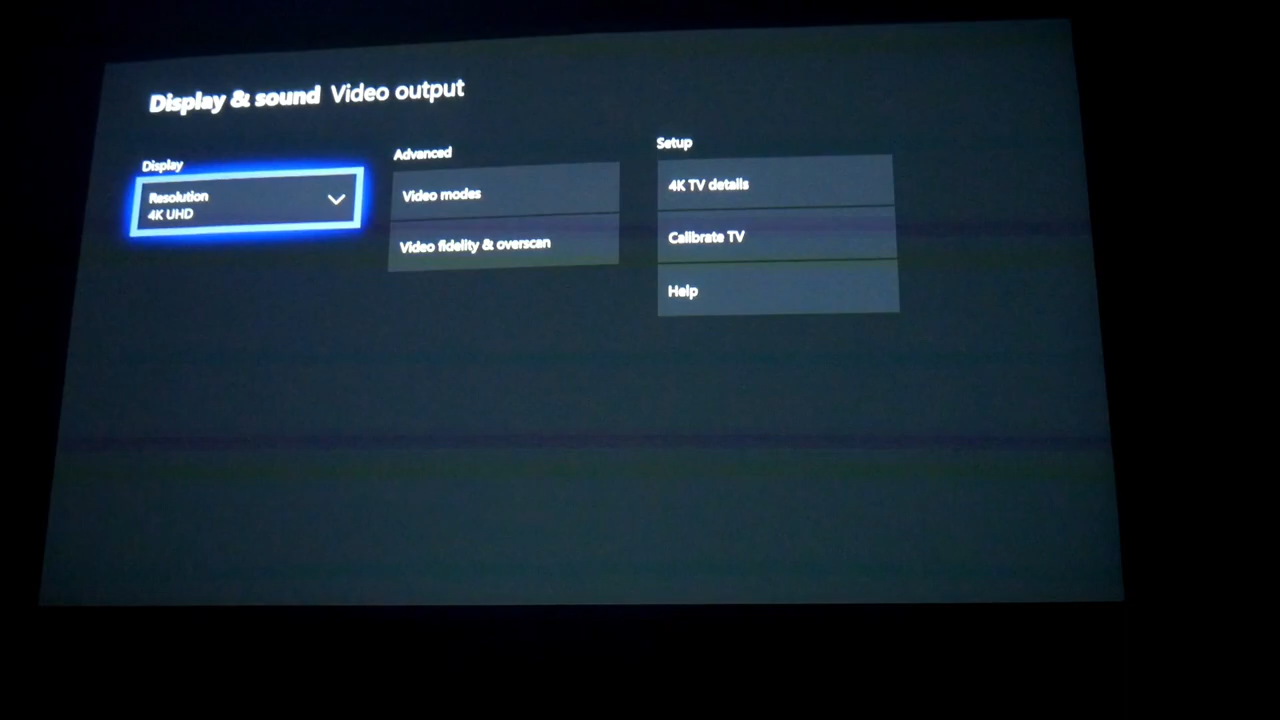 Display & sound Video output
Display
Resolution
4K UHD
Advanced
Video modes
Video fidelity & overscan
Setup
4K TV details
Calibrate TV
Help